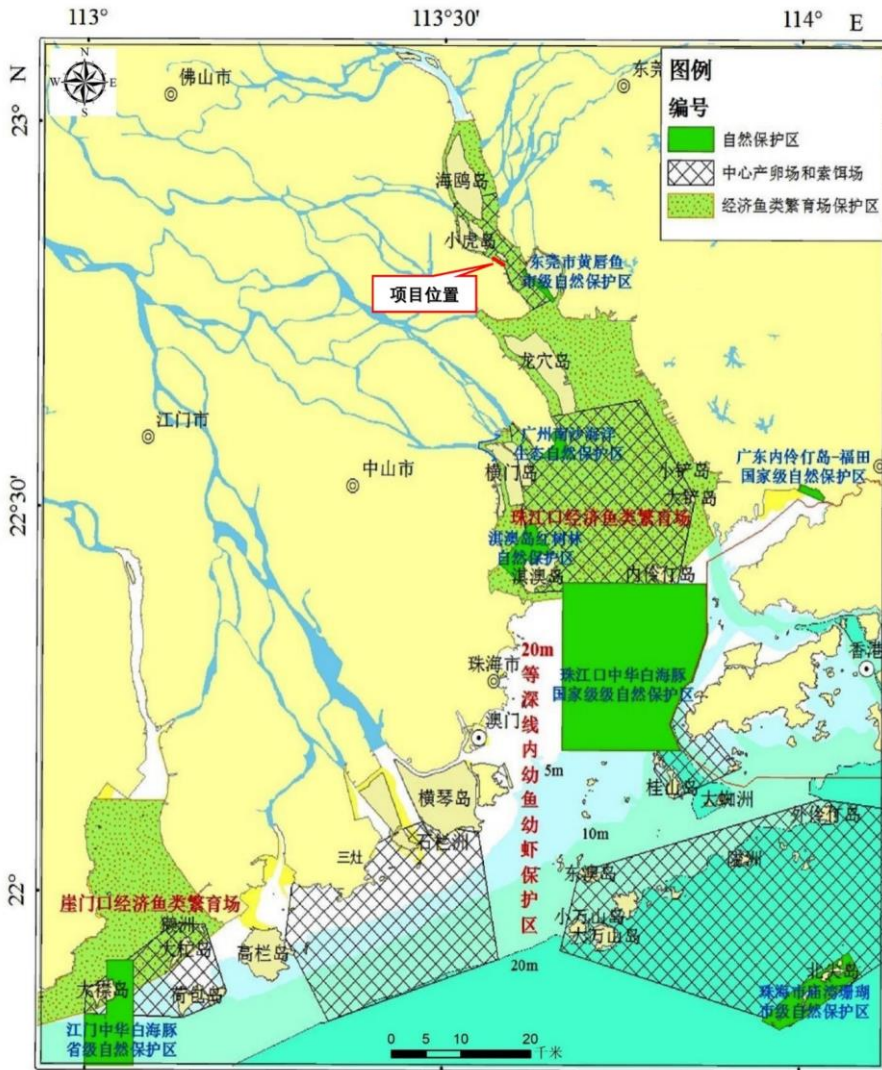 113°
113°30'
114°
E
N
23°
22°30'
22°
N
W
E
S
图例
编号
自然保护区
中心产卵场和索饵场
经济鱼类繁育场保护区
佛山市
东莞
海鸥岛
小虎岛
项目位置
东莞市黄唇鱼
市级自然保护区
龙穴岛
江门市
中山市
广州南沙海洋
生态自然保护区
横门岛
小铲岛
大铲岛
广东内伶仃岛-福田
国家级自然保护区
珠江口经济鱼类繁育场
淇澳岛红树林
自然保护区
淇澳岛
内伶仃岛
20m
等
深
线
内
幼
鱼
幼
虾
保
护
区
珠海市
澳门
珠江口中华白海豚
国家级级自然保护区
香港
5m
桂山岛
大蜘洲
横琴岛
石栏洲
三灶
10m
外伶仃岛
东澳岛
小万山岛
大万山岛
20m
北尖岛
珠海市庙湾珊瑚
市级自然保护区
崖门口经济鱼类繁育场
大杧岛
高栏岛
荷包岛
大襟岛
江门中华白海豚
省级自然保护区
0
5
10
20
千米